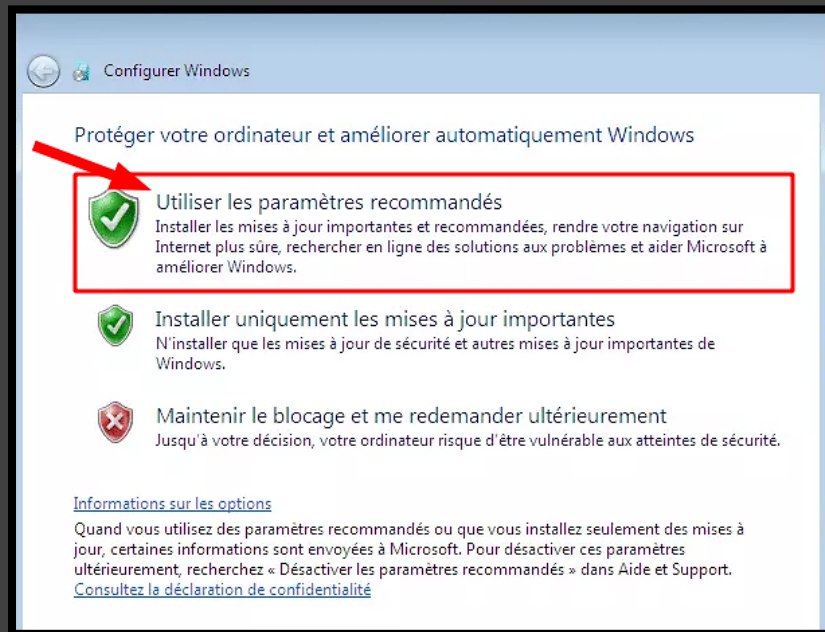 Configurer Windows
Protéger votre ordinateur et améliorer automatiquement Windows
Utiliser les paramètres recommandés
Installer les mises à jour importantes et recommandées, rendre votre navigation sur
Internet plus sûre, rechercher en ligne des solutions aux problèmes et aider Microsoft à
améliorer Windows.
Installer uniquement les mises à jour importantes
N'installer que les mises à jour de sécurité et autres mises à jour importantes de
Windows.
Maintenir le blocage et me redemander ultérieurement
Jusqu'à votre décision, votre ordinateur risque d'être vulnérable aux atteintes de sécurité.
Informations sur les options
Quand vous utilisez des paramètres recommandés ou que vous installez seulement des mises à
jour, certaines informations sont envoyées à Microsoft. Pour désactiver ces paramètres
ultérieurement, recherchez « Désactiver les paramètres recommandés » dans Aide et Support.
Consultez la déclaration de confidentialité